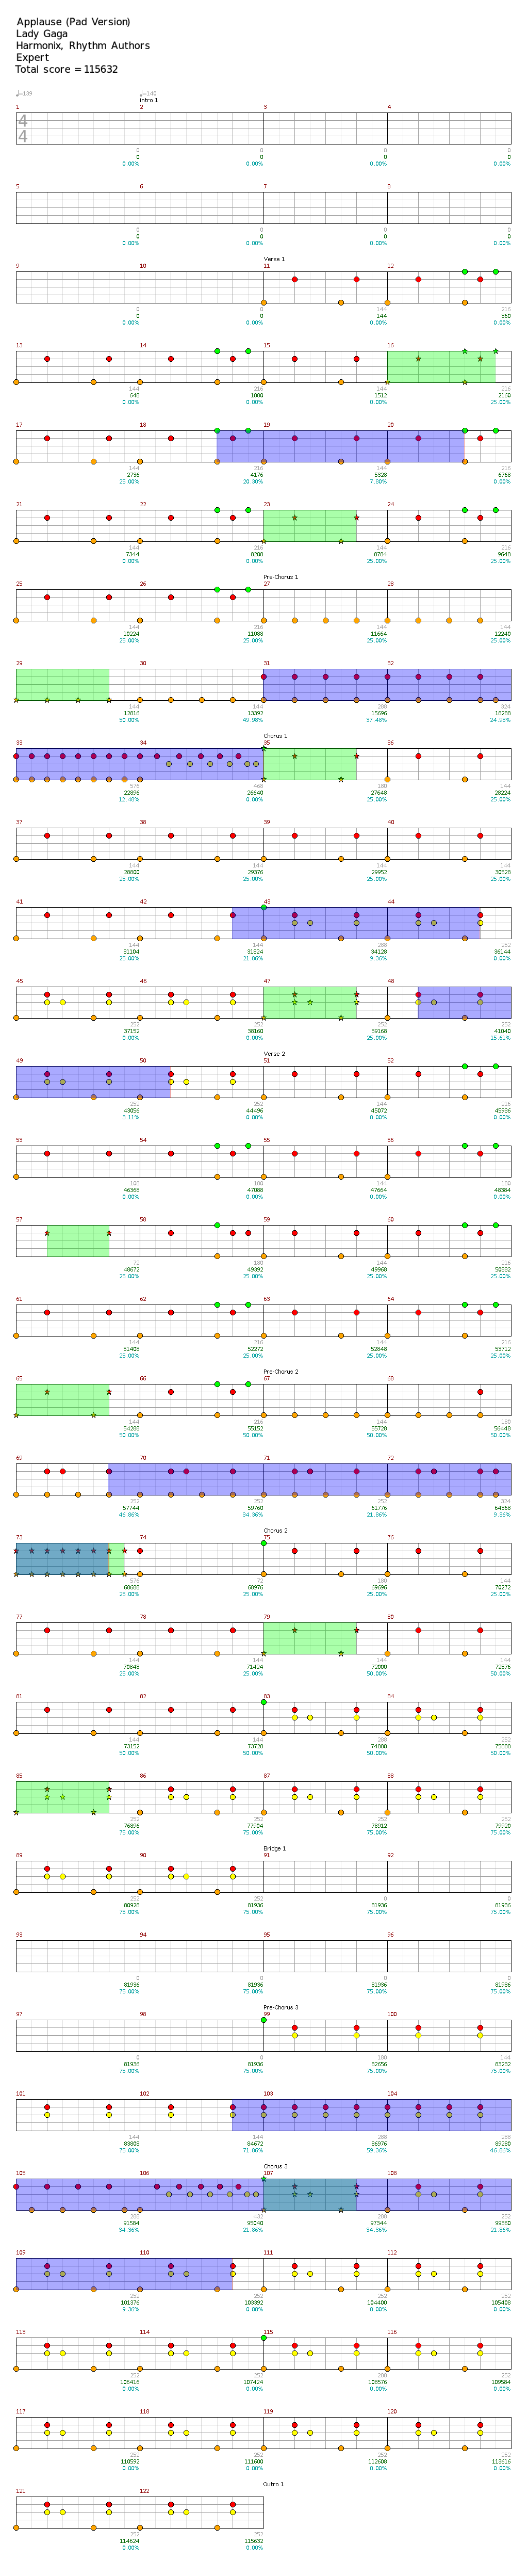 Applause (Pad Version)
Lady Gaga
Harmonix, Rhythm Authors
Expert
Total score = 115632
♩=139 ♩=140
intro 1
1 2 3 4
4
4
0 0 0 0
0 0 0 0
0.00% 0.00% 0.00% 0.00%
5 6 7 8
0 0 0 0
0 0 0 0
0.00% 0.00% 0.00% 0.00%
Verse 1
9 10 11 12
0 0 144 216
0 0 144 360
0.00% 0.00% 0.00% 0.00%
13 14 15 16
144 216 144 216
648 1080 1512 2160
0.00% 0.00% 0.00% 25.00%
17 18 19 20
144 216 144 216
2736 4176 5328 6768
25.00% 20.30% 7.80% 0.00%
21 22 23 24
144 216 144 216
7344 8208 8784 9648
0.00% 0.00% 25.00% 25.00%
Pre-Chorus 1
25 26 27 28
144 216 144 144
10224 11088 11664 12240
25.00% 25.00% 25.00% 25.00%
29 30 31 32
144 144 288 324
12816 13392 15696 18288
50.00% 49.98% 37.48% 24.98%
Chorus 1
33 34 35 36
576 468 180 144
22896 26640 27648 28224
12.48% 0.00% 25.00% 25.00%
37 38 39 40
144 144 144 144
28800 29376 29952 30528
25.00% 25.00% 25.00% 25.00%
41 42 43 44
144 144 288 252
31104 31824 34128 36144
25.00% 21.86% 9.36% 0.00%
45 46 47 48
252 252 252 252
37152 38160 39168 41040
0.00% 0.00% 25.00% 15.61%
Verse 2
49 50 51 52
252 252 144 216
43056 44496 45072 45936
3.11% 0.00% 0.00% 0.00%
53 54 55 56
108 180 144 180
46368 47088 47664 48384
0.00% 0.00% 0.00% 0.00%
57 58 59 60
72 180 144 216
48672 49392 49968 50832
25.00% 25.00% 25.00% 25.00%
61 62 63 64
144 216 144 216
51408 52272 52848 53712
25.00% 25.00% 25.00% 25.00%
Pre-Chorus 2
65 66 67 68
144 216 144 180
54288 55152 55728 56448
50.00% 50.00% 50.00% 50.00%
69 70 71 72
252 252 252 324
57744 59760 61776 64368
46.86% 34.36% 21.86% 9.36%
Chorus 2
73 74 75 76
576 72 180 144
68688 68976 69696 70272
25.00% 25.00% 25.00% 25.00%
77 78 79 80
144 144 144 144
70848 71424 72000 72576
25.00% 25.00% 50.00% 50.00%
81 82 83 84
144 144 288 252
73152 73728 74880 75888
50.00% 50.00% 50.00% 50.00%
85 86 87 88
252 252 252 252
76896 77904 78912 79920
75.00% 75.00% 75.00% 75.00%
Bridge 1
89 90 91 92
252 252 0 0
80928 81936 81936 81936
75.00% 75.00% 75.00% 75.00%
93 94 95 96
0 0 0 0
81936 81936 81936 81936
75.00% 75.00% 75.00% 75.00%
Pre-Chorus 3
97 98 99 100
0 0 180 144
81936 81936 82656 83232
75.00% 75.00% 75.00% 75.00%
101 102 103 104
144 144 288 288
83808 84672 86976 89280
75.00% 71.86% 59.36% 46.86%
Chorus 3
105 106 107 108
288 432 288 252
91584 95040 97344 99360
34.36% 21.86% 34.36% 21.86%
109 110 111 112
252 252 252 252
101376 103392 104400 105408
9.36% 0.00% 0.00% 0.00%
113 114 115 116
252 252 288 252
106416 107424 108576 109584
0.00% 0.00% 0.00% 0.00%
117 118 119 120
252 252 252 252
110592 111600 112608 113616
0.00% 0.00% 0.00% 0.00%
Outro 1
121 122
252 252
114624 115632
0.00% 0.00%